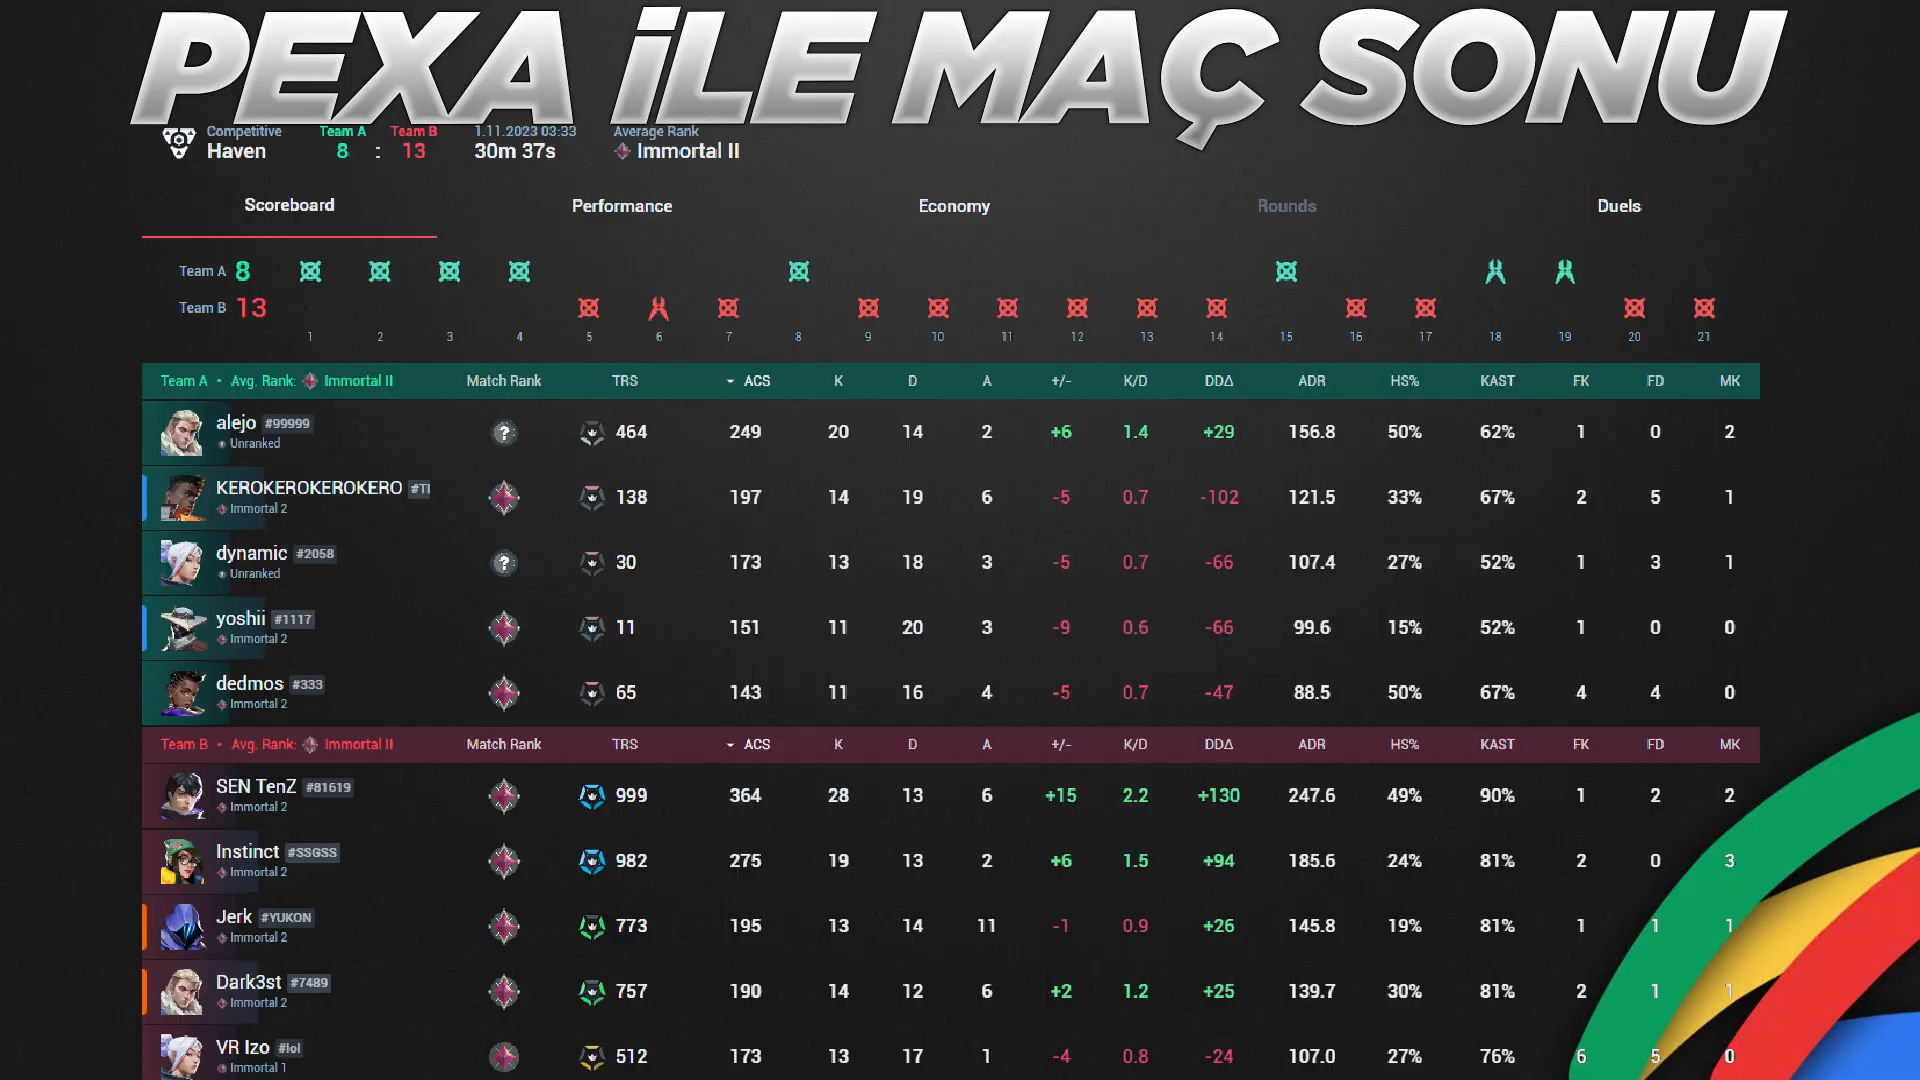 PEXA iLE MAÇ SONU
Competitive Team A Team B 1.11.2023 03:33 Average Rank
Haven 8 : 13 30m 37s Immortal II
Scoreboard Performance Economy Rounds Duels
Team A 8
Team B 13
1 2 3 4 5 6 7 8 9 10 11 12 13 14 15 16 17 18 19 20 21
Team A • Avg. Rank: Immortal II Match Rank TRS ACS K D A +/- K/D DDΔ ADR HS% KAST FK FD MK
alejo #99999 ? 464 249 20 14 2 +6 1.4 +29 156.8 50% 62% 1 0 2
Unranked
KEROKEROKEROKERO #TI 138 197 14 19 6 -5 0.7 -102 121.5 33% 67% 2 5 1
Immortal 2
dynamic #2058 ? 30 173 13 18 3 -5 0.7 -66 107.4 27% 52% 1 3 1
Unranked
yoshii #1117 11 151 11 20 3 -9 0.6 -66 99.6 15% 52% 1 0 0
Immortal 2
dedmos #333 65 143 11 16 4 -5 0.7 -47 88.5 50% 67% 4 4 0
Immortal 2
Team B • Avg. Rank: Immortal II Match Rank TRS ACS K D A +/- K/D DDΔ ADR HS% KAST FK FD MK
SEN TenZ #81619 999 364 28 13 6 +15 2.2 +130 247.6 49% 90% 1 2 2
Immortal 2
Instinct #SSGSS 982 275 19 13 2 +6 1.5 +94 185.6 24% 81% 2 0 3
Immortal 2
Jerk #YUKON 773 195 13 14 11 -1 0.9 +26 145.8 19% 81% 1 1 1
Immortal 2
Dark3st #7489 757 190 14 12 6 +2 1.2 +25 139.7 30% 81% 2 1 1
Immortal 2
VR Izo #lol 512 173 13 17 1 -4 0.8 -24 107.0 27% 76% 6 5 0
Immortal 1